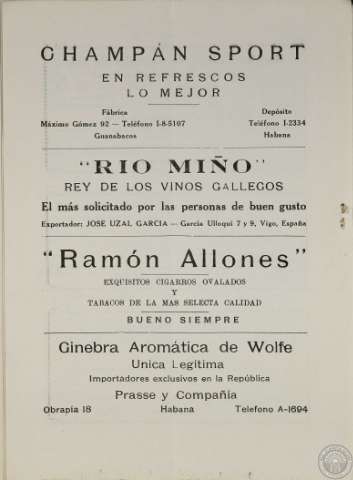 CHAMPÁN SPORT
EN REFRESCOS
LO MEJOR
Fábrica
Máximo Gómez 92 — Teléfono I-8-5107
Guanabacoa
Depósito
Teléfono I-2334
Habana
"RIO MIÑO"
REY DE LOS VINOS GALLEGOS
El más solicitado por las personas de buen gusto
Exportador: JOSE UZAL GARCIA — Garcia Ulloqui 7 y 9, Vigo, España
"Ramón Allones"
EXQUISITOS CIGARROS OVALADOS
Y
TABACOS DE LA MAS SELECTA CALIDAD
BUENO SIEMPRE
Ginebra Aromática de Wolfe
Unica Legítima
Importadores exclusivos en la República
Prasse y Compañía
Obrapia 18 Habana Telefono A-1694